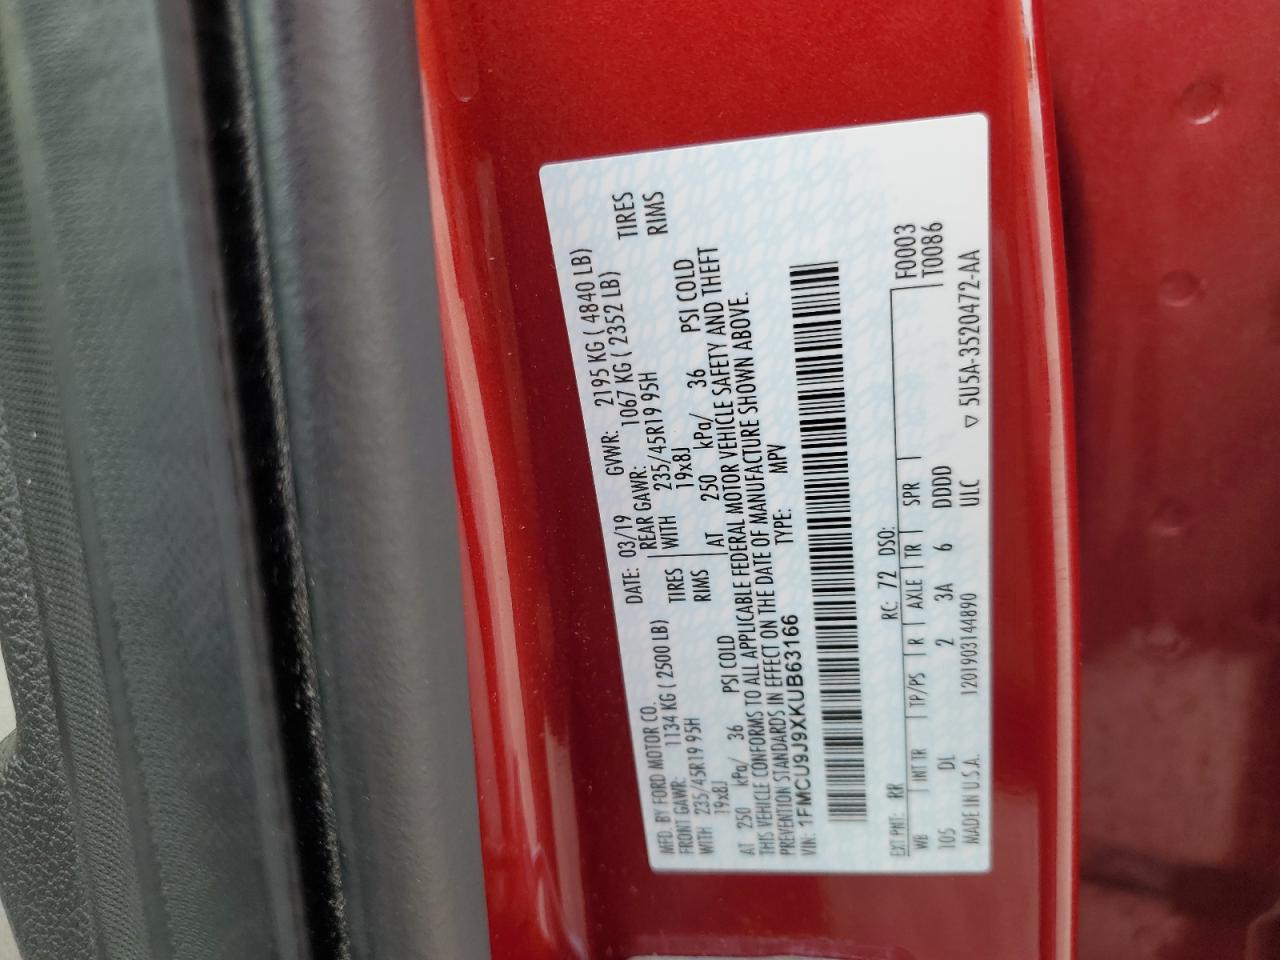 MFD. BY FORD MOTOR CO.
DATE: 03/19 GVWR: 2195 KG ( 4840 LB)
FRONT GAWR: 1134 KG ( 2500 LB) REAR GAWR: 1067 KG ( 2352 LB)
WITH 235/45R19 95H TIRES WITH 235/45R19 95H TIRES
19x8J RIMS 19x8J RIMS
AT 250 kPa/ 36 PSI COLD AT 250 kPa/ 36 PSI COLD
THIS VEHICLE CONFORMS TO ALL APPLICABLE FEDERAL MOTOR VEHICLE SAFETY AND THEFT
PREVENTION STANDARDS IN EFFECT ON THE DATE OF MANUFACTURE SHOWN ABOVE.
VIN: 1FMCU9J9XKUB63166 TYPE: MPV
EXT PNT: RR RC: 72 DSO: F0003
WB INT TR TP/PS R AXLE TR SPR T0086
105 DL 2 3A 6 DDDD
MADE IN U.S.A. 1201903144890 ULC ▽ 5U5A-3520472-AA